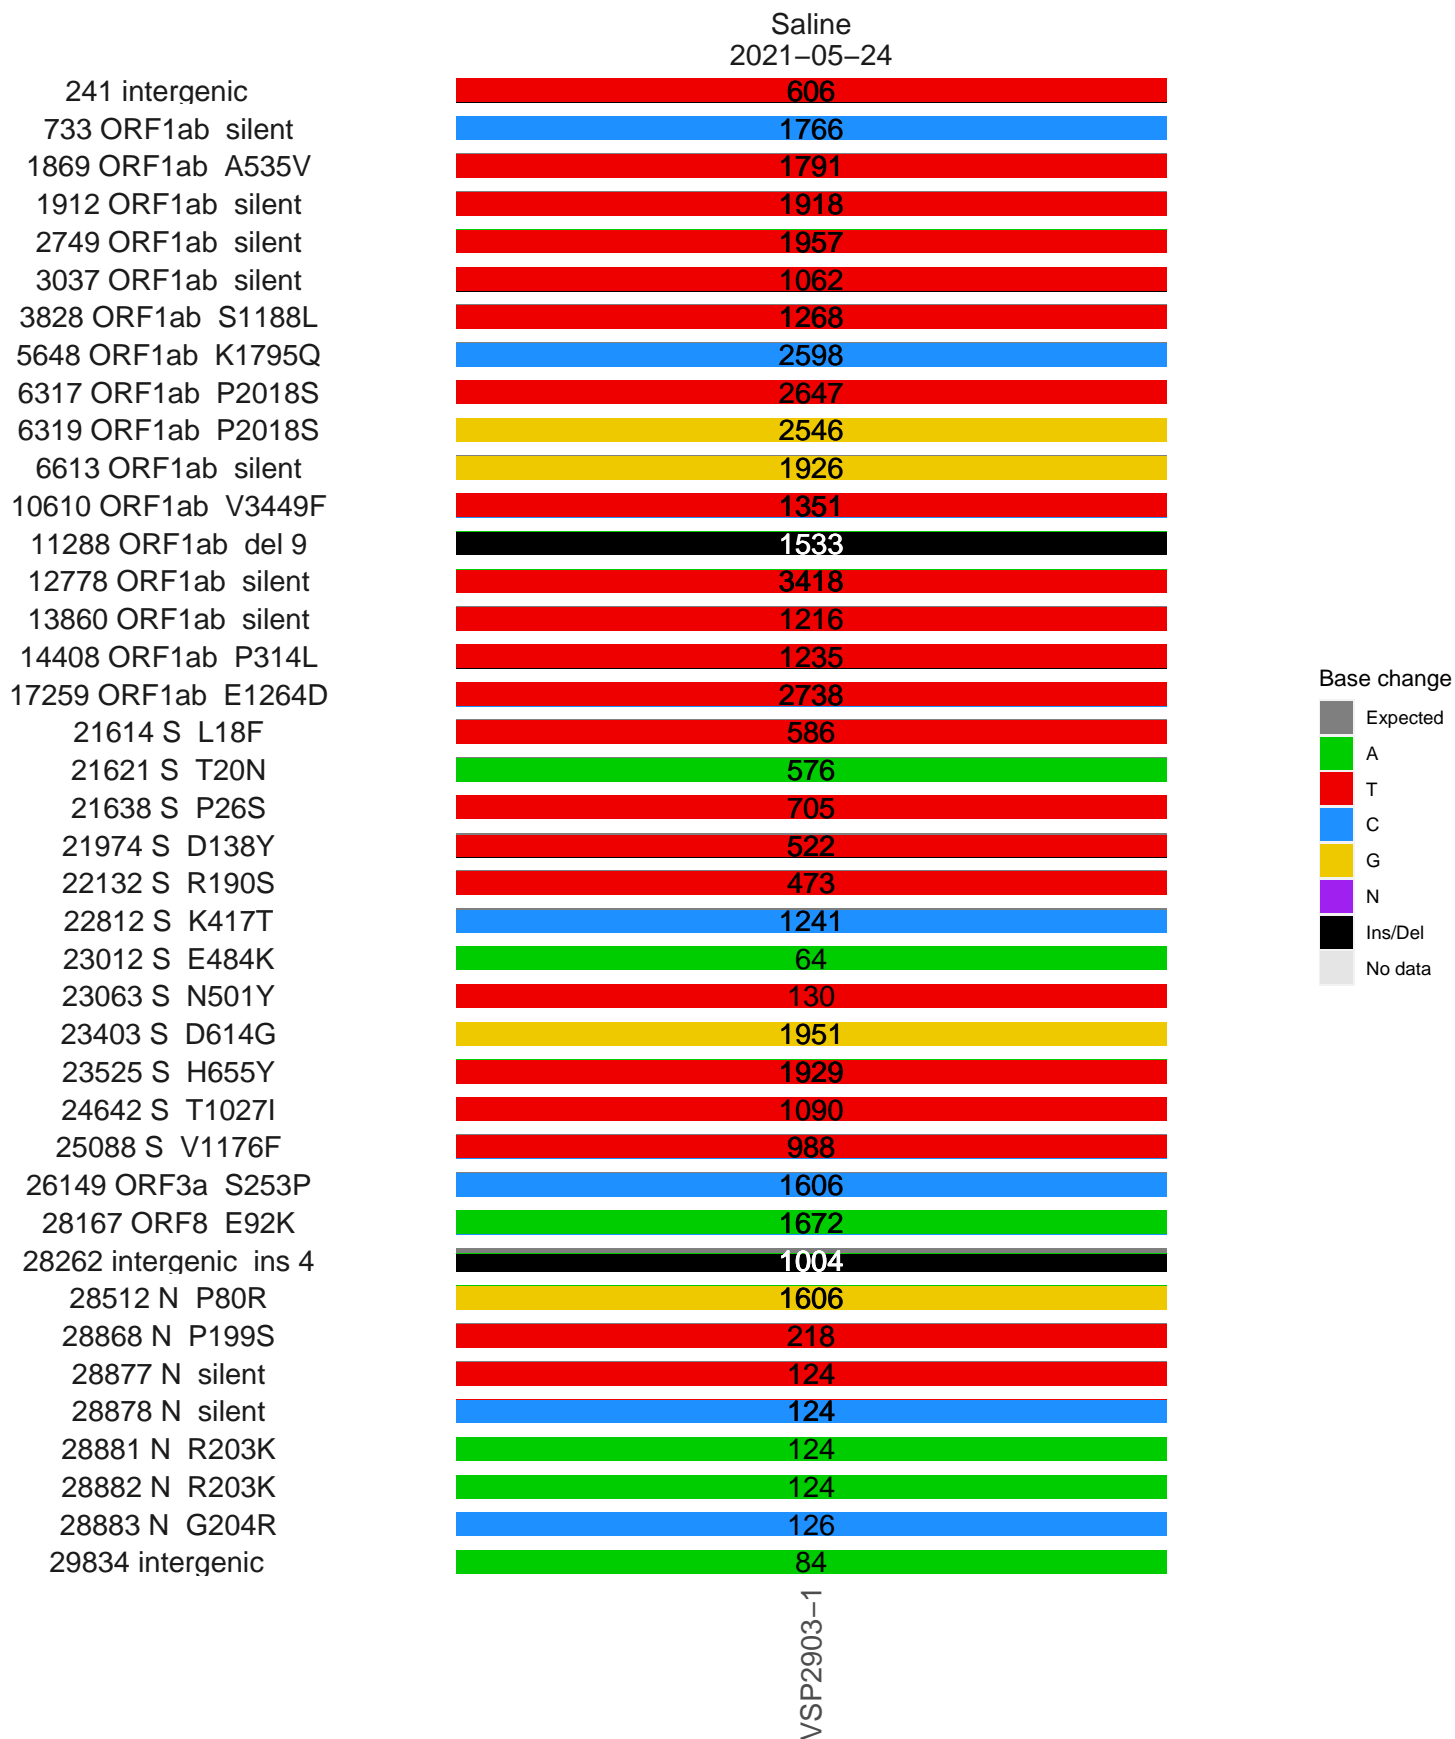 Saline
2021−05−24
241 intergenic 606
733 ORF1ab silent 1766
1869 ORF1ab A535V 1791
1912 ORF1ab silent 1918
2749 ORF1ab silent 1957
3037 ORF1ab silent 1062
3828 ORF1ab S1188L 1268
5648 ORF1ab K1795Q 2598
6317 ORF1ab P2018S 2647
6319 ORF1ab P2018S 2546
6613 ORF1ab silent 1926
10610 ORF1ab V3449F 1351
11288 ORF1ab del 9 1533
12778 ORF1ab silent 3418
13860 ORF1ab silent 1216
14408 ORF1ab P314L 1235
17259 ORF1ab E1264D 2738
21614 S L18F 586
21621 S T20N 576
21638 S P26S 705
21974 S D138Y 522
22132 S R190S 473
22812 S K417T 1241
23012 S E484K 64
23063 S N501Y 130
23403 S D614G 1951
23525 S H655Y 1929
24642 S T1027I 1090
25088 S V1176F 988
26149 ORF3a S253P 1606
28167 ORF8 E92K 1672
28262 intergenic ins 4 1004
28512 N P80R 1606
28868 N P199S 218
28877 N silent 124
28878 N silent 124
28881 N R203K 124
28882 N R203K 124
28883 N G204R 126
29834 intergenic 84
VSP2903−1
Base change
Expected
A
T
C
G
N
Ins/Del
No data